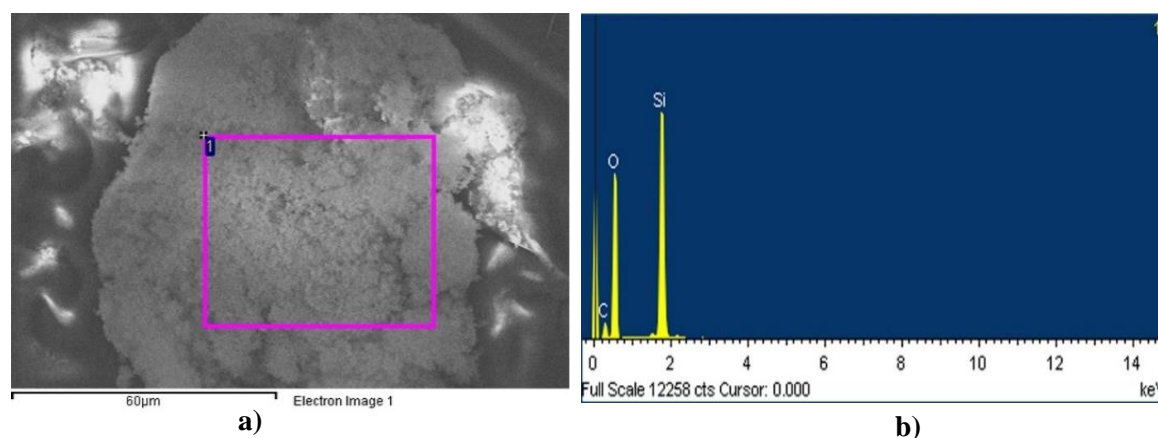 1
60µm
Electron Image 1
a)
Si
O
C
0 2 4 6 8 10 12 14
Full Scale 12258 cts Cursor: 0.000
keV
b)